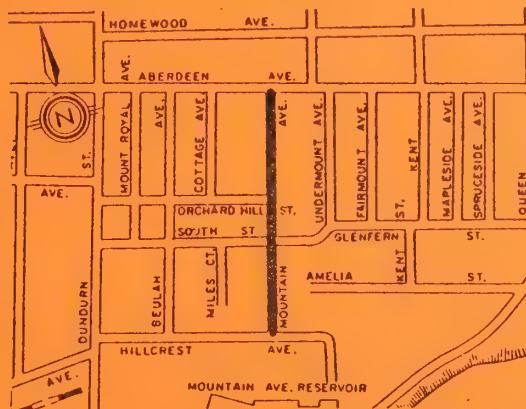 HOMEWOOD AVE.
ABERDEEN AVE.
AVE.
MOUNT ROYAL
AVE.
COTTAGE AVE.
AVE.
UNDERMOUNT AVE.
FAIRMOUNT AVE.
KENT
ST.
MAPLESIDE AVE.
SPRUCESIDE AVE.
QUEEN
N
ST.
AVE.
ORCHARD HILL ST.
SOUTH ST
GLENFERN ST.
KENT
AMELIA ST.
DUNDURN
BEULAH
MILES CT.
MOUNTAIN
HILLCREST AVE.
AVE.
MOUNTAIN AVE. RESERVOIR